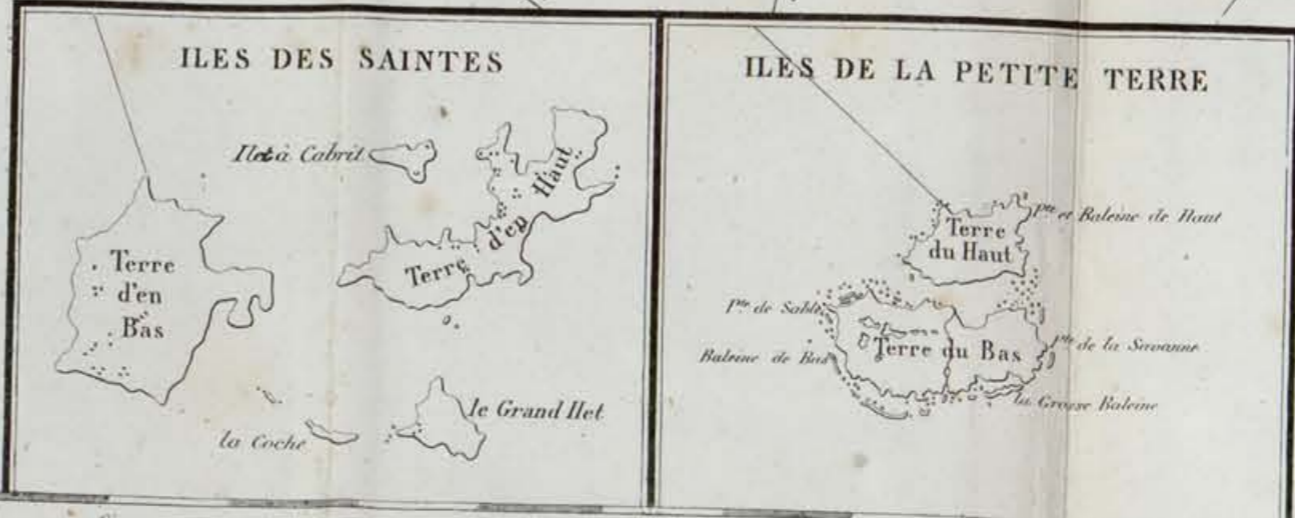 ILES DES SAINTES
Ilet à Cabrit
Terre d'en Haut
Terre
d'en
Bas
le Grand Ilet
la Coche
ILES DE LA PETITE TERRE
Pte et Baleine de Haut
Terre
du Haut
Pte de Sable
Terre du Bas
Pte de la Savanne
Baleine de Bas
la Grosse Baleine